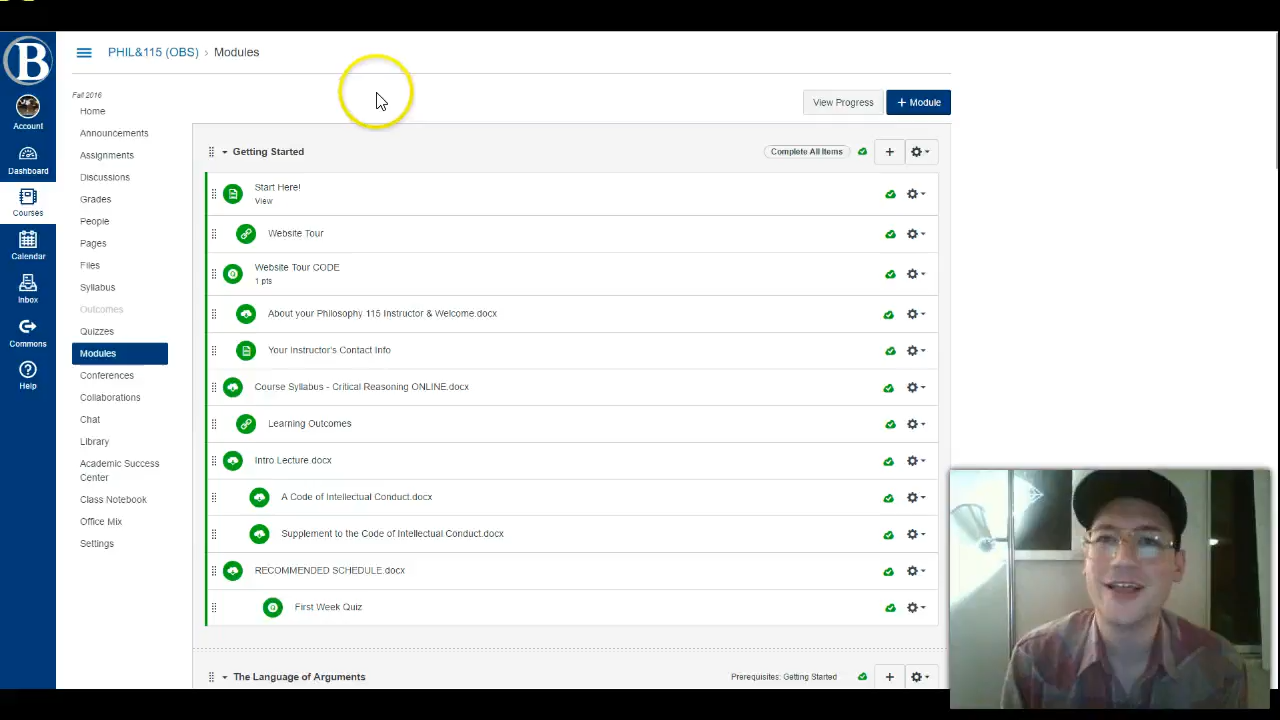 B
PHIL&115 (OBS) › Modules
Fall 2016
Account
Dashboard
Courses
Calendar
Inbox
Commons
Help
Home
Announcements
Assignments
Discussions
Grades
People
Pages
Files
Syllabus
Outcomes
Quizzes
Modules
Conferences
Collaborations
Chat
Library
Academic Success
Center
Class Notebook
Office Mix
Settings
View Progress
+ Module
Getting Started
Complete All Items
Start Here!
View
Website Tour
Website Tour CODE
1 pts
About your Philosophy 115 Instructor & Welcome.docx
Your Instructor's Contact Info
Course Syllabus - Critical Reasoning ONLINE.docx
Learning Outcomes
Intro Lecture.docx
A Code of Intellectual Conduct.docx
Supplement to the Code of Intellectual Conduct.docx
RECOMMENDED SCHEDULE.docx
First Week Quiz
The Language of Arguments
Prerequisites: Getting Started